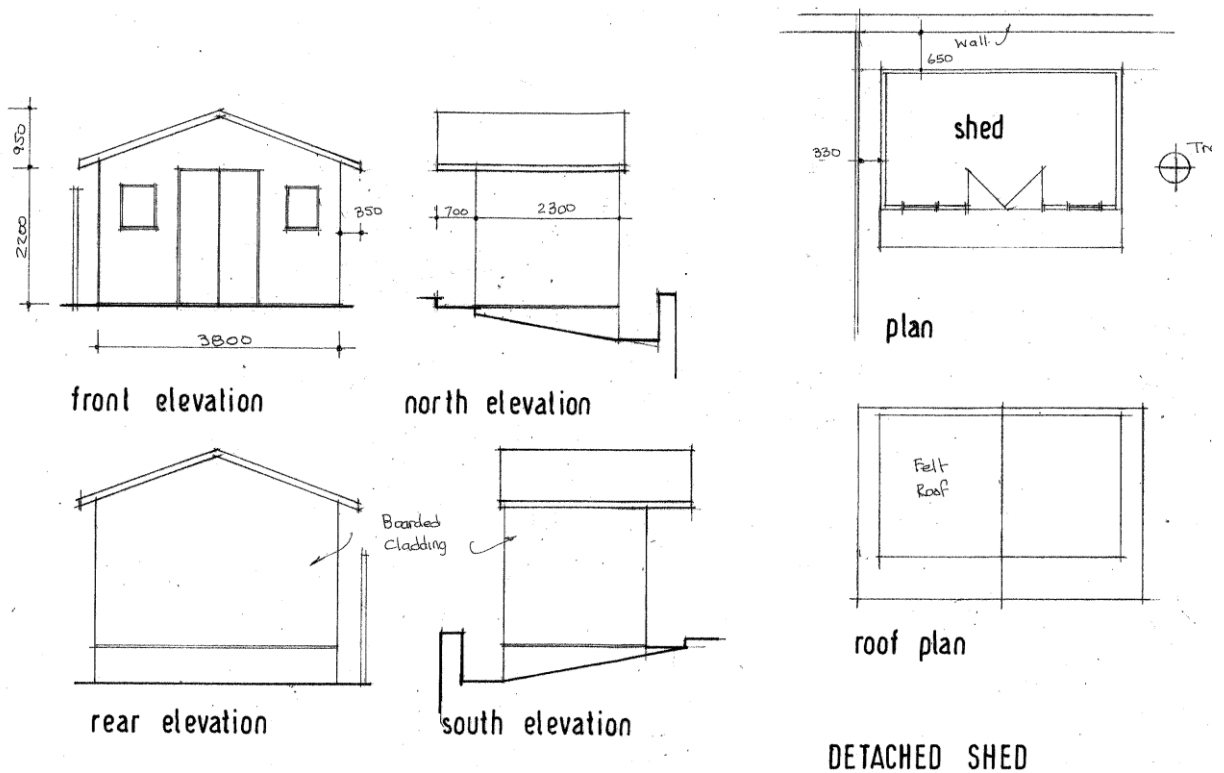 Wall
650
shed
330
950
2200
350
3800
700
2300
front elevation
north elevation
plan
Boarded
Cladding
Felt
Roof
rear elevation
south elevation
roof plan
DETACHED SHED